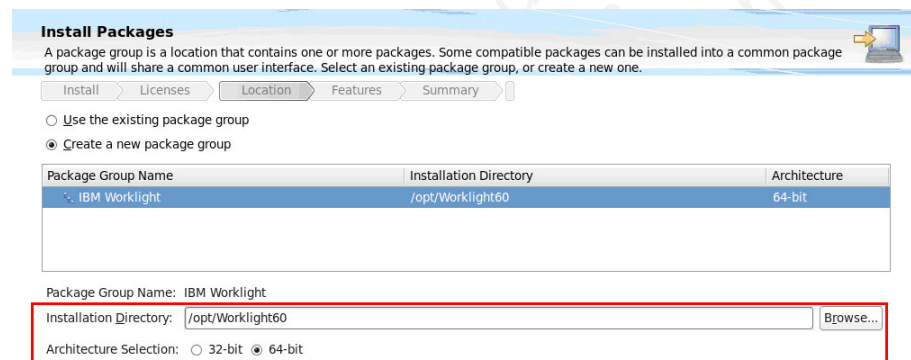 Install Packages
A package group is a location that contains one or more packages. Some compatible packages can be installed into a common package
group and will share a common user interface. Select an existing package group, or create a new one.
Install Licenses Location Features Summary
Use the existing package group
Create a new package group
Package Group Name Installation Directory Architecture
IBM Worklight /opt/Worklight60 64-bit
Package Group Name: IBM Worklight
Installation Directory: /opt/Worklight60 Browse...
Architecture Selection: 32-bit 64-bit